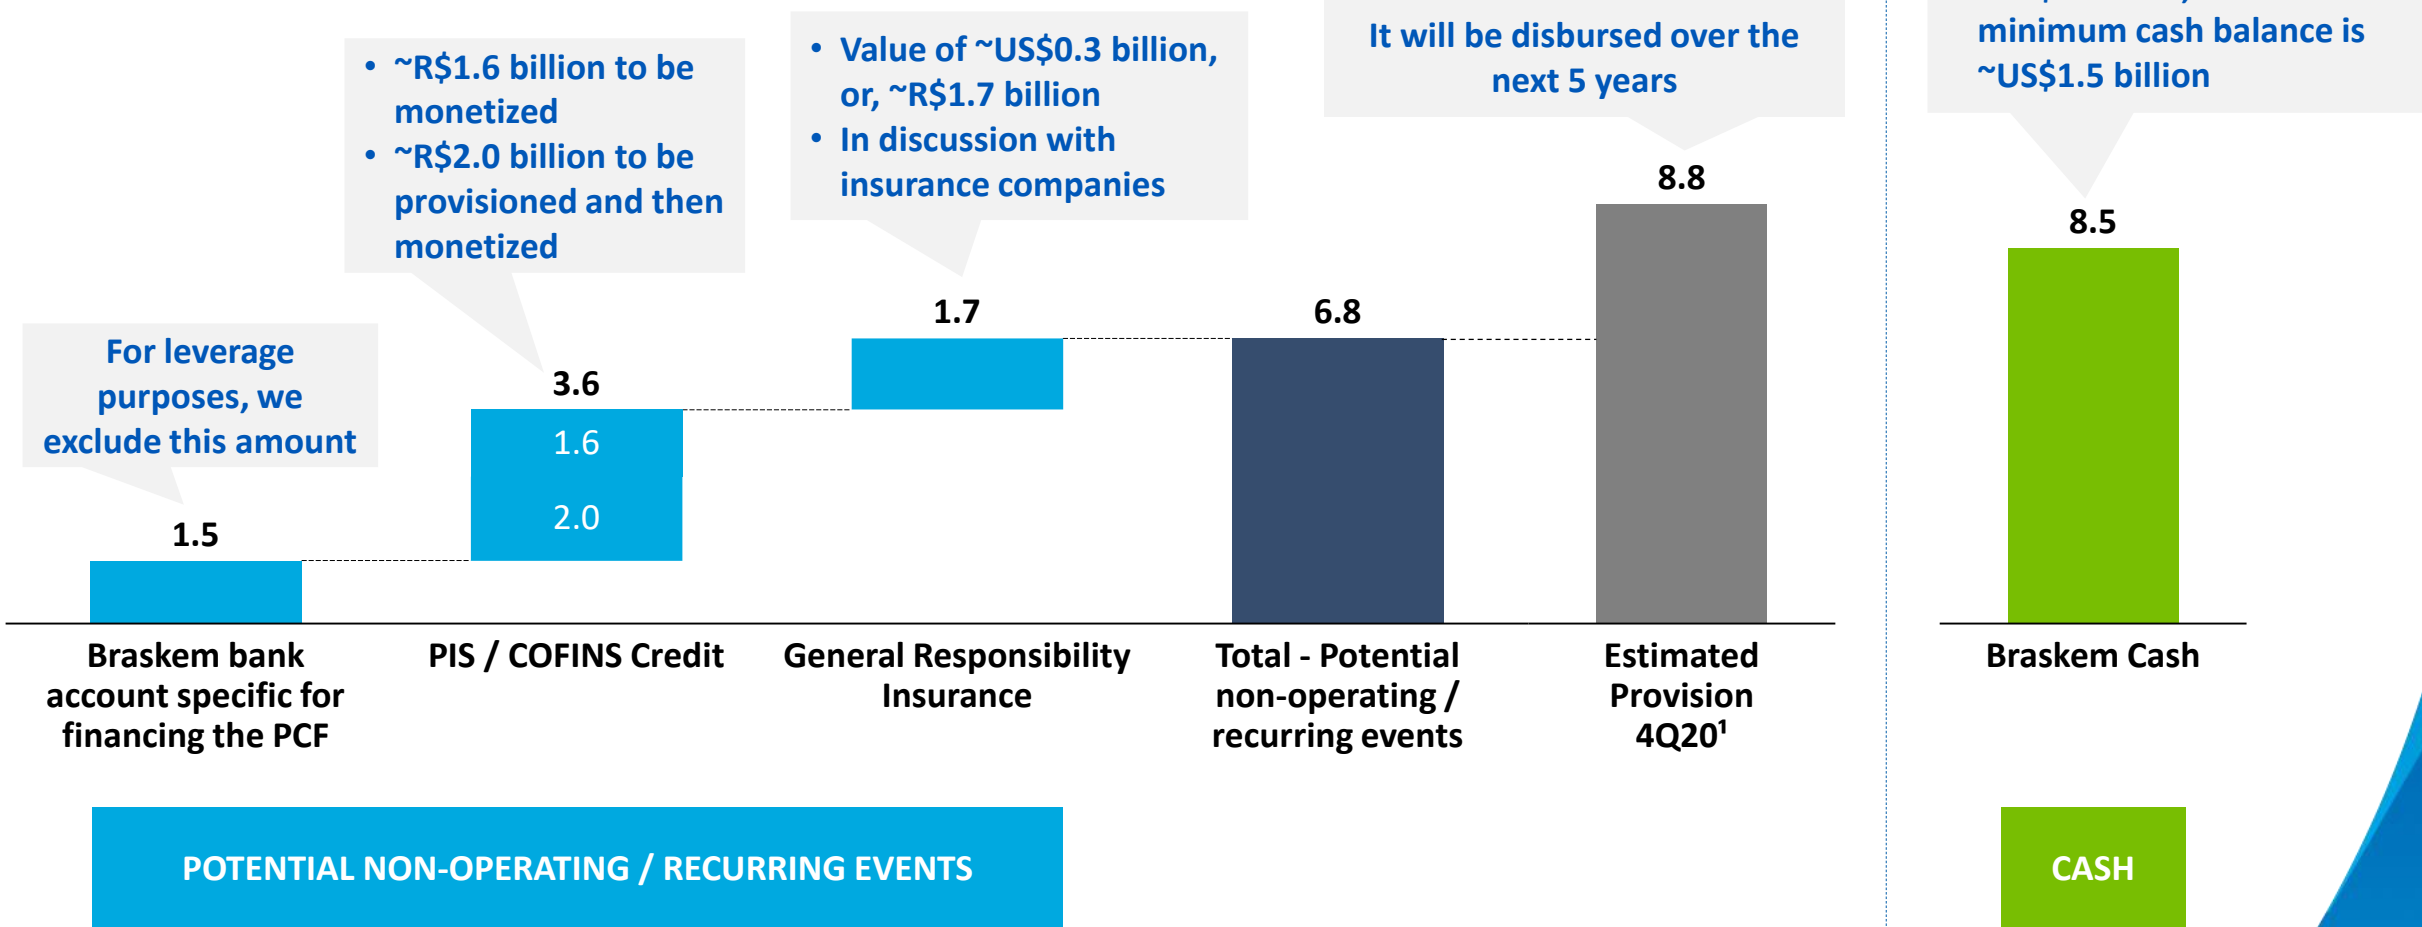 • ~R$1.6 billion to be
monetized
• ~R$2.0 billion to be
provisioned and then
monetized
• Value of ~US$0.3 billion,
or, ~R$1.7 billion
• In discussion with
insurance companies
It will be disbursed over the
next 5 years
minimum cash balance is
~US$1.5 billion
For leverage
purposes, we
exclude this amount
1.5
3.6
1.6
2.0
1.7
6.8
8.8
8.5
Braskem bank
account specific for
financing the PCF
PIS / COFINS Credit
General Responsibility
Insurance
Total - Potential
non-operating /
recurring events
Estimated
Provision
4Q20¹
Braskem Cash
POTENTIAL NON-OPERATING / RECURRING EVENTS
CASH